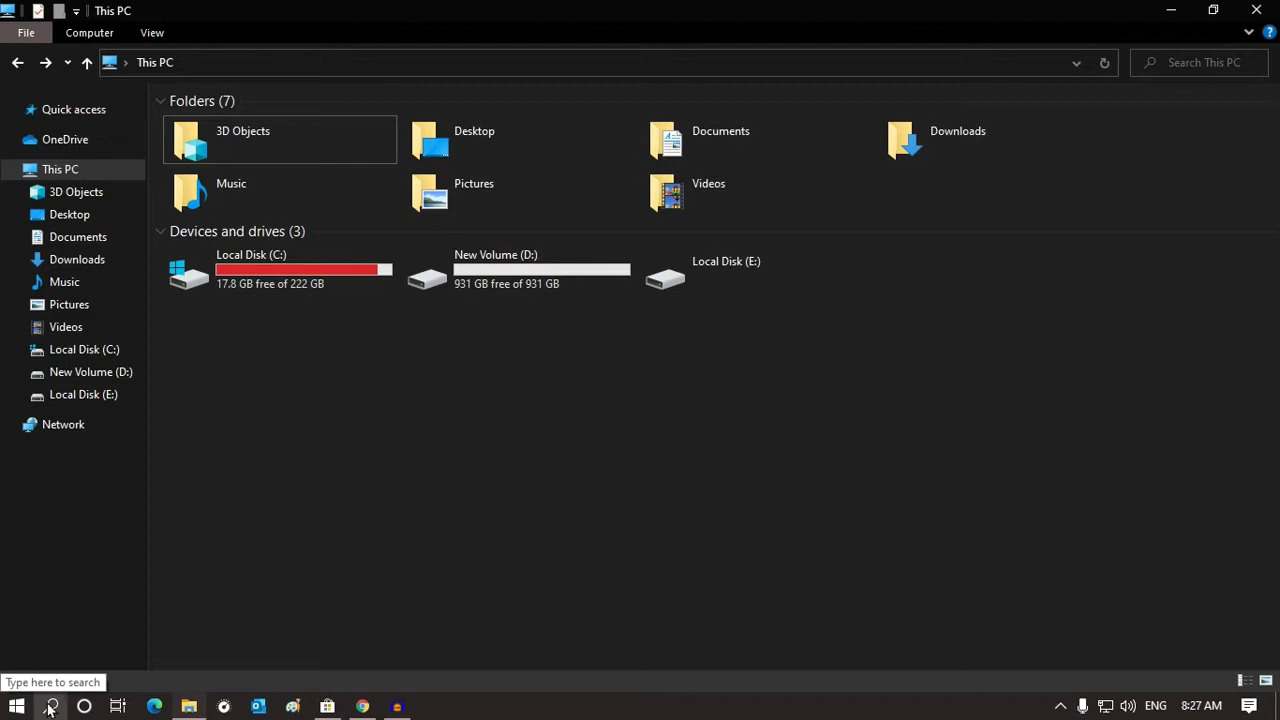 This PC
File Computer View
This PC Search This PC
Quick access
OneDrive
This PC
3D Objects
Desktop
Documents
Downloads
Music
Pictures
Videos
Local Disk (C:)
New Volume (D:)
Local Disk (E:)
Network
Folders (7)
3D Objects Desktop Documents Downloads
Music Pictures Videos
Devices and drives (3)
Local Disk (C:)
17.8 GB free of 222 GB
New Volume (D:)
931 GB free of 931 GB
Local Disk (E:)
Type here to search
ENG 8:27 AM